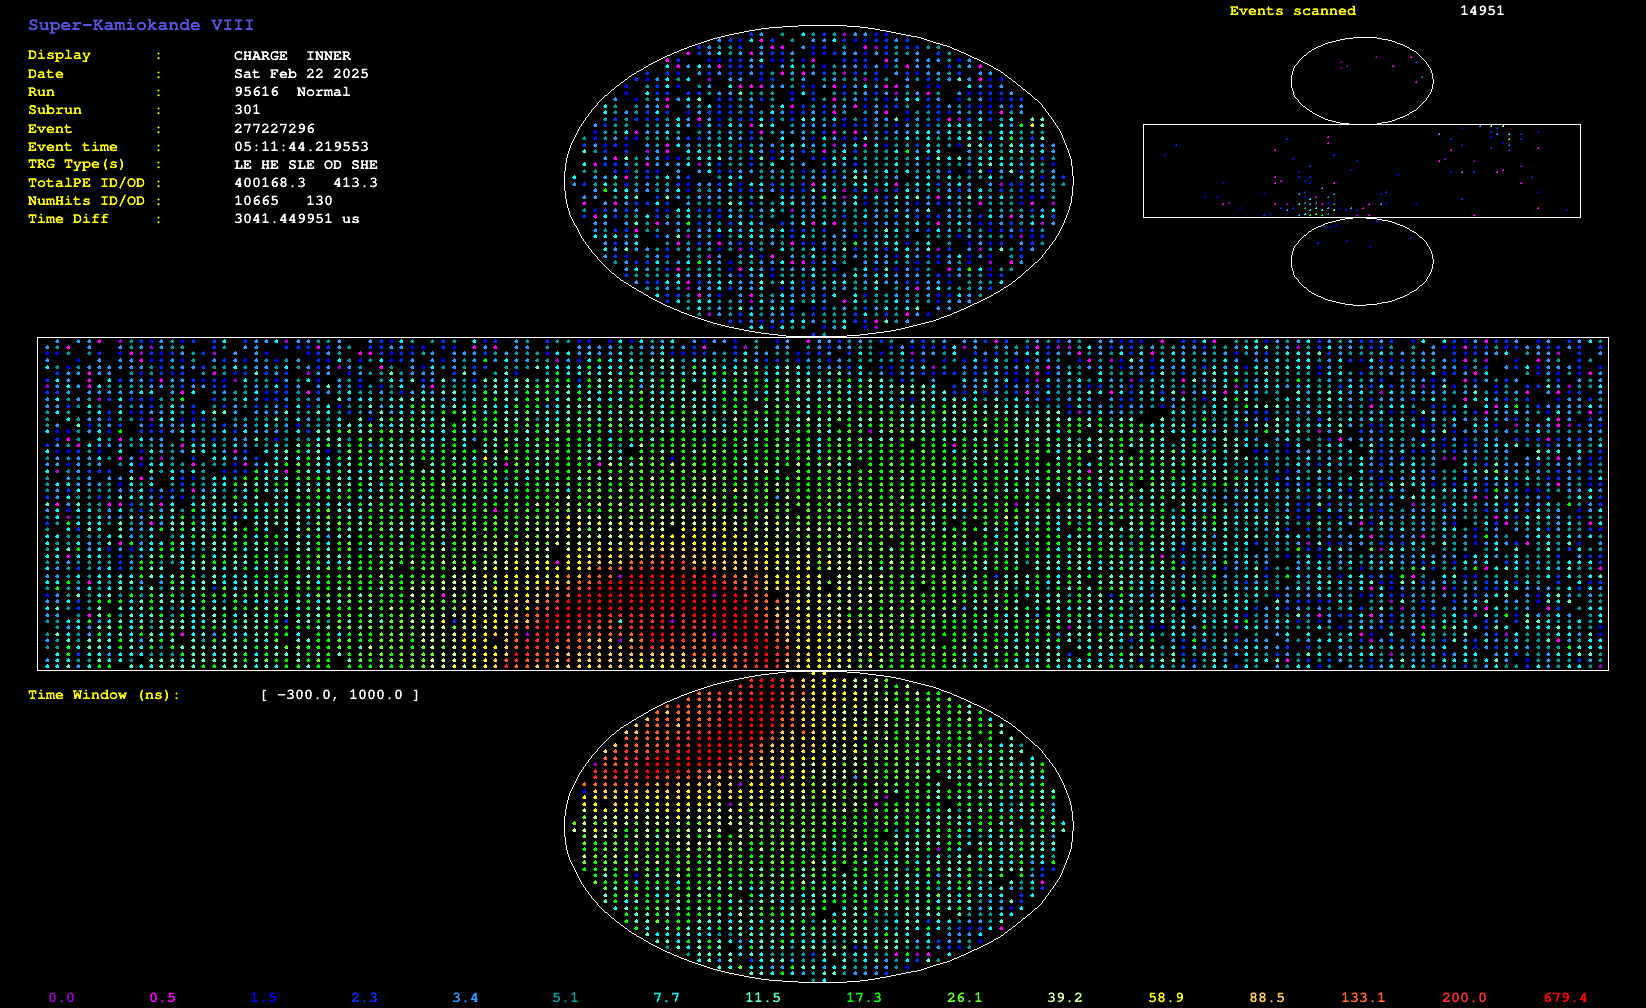 Super-Kamiokande VIII
Display : CHARGE INNER
Date : Sat Feb 22 2025
Run : 95616 Normal
Subrun : 301
Event : 277227296
Event time : 05:11:44.219553
TRG Type(s) : LE HE SLE OD SHE
TotalPE ID/OD : 400168.3 413.3
NumHits ID/OD : 10665 130
Time Diff : 3041.449951 us
Events scanned 14951
Time Window (ns): [ -300.0, 1000.0 ]
0.0 0.5 1.5 2.3 3.4 5.1 7.7 11.5 17.3 26.1 39.2 58.9 88.5 133.1 200.0 679.4